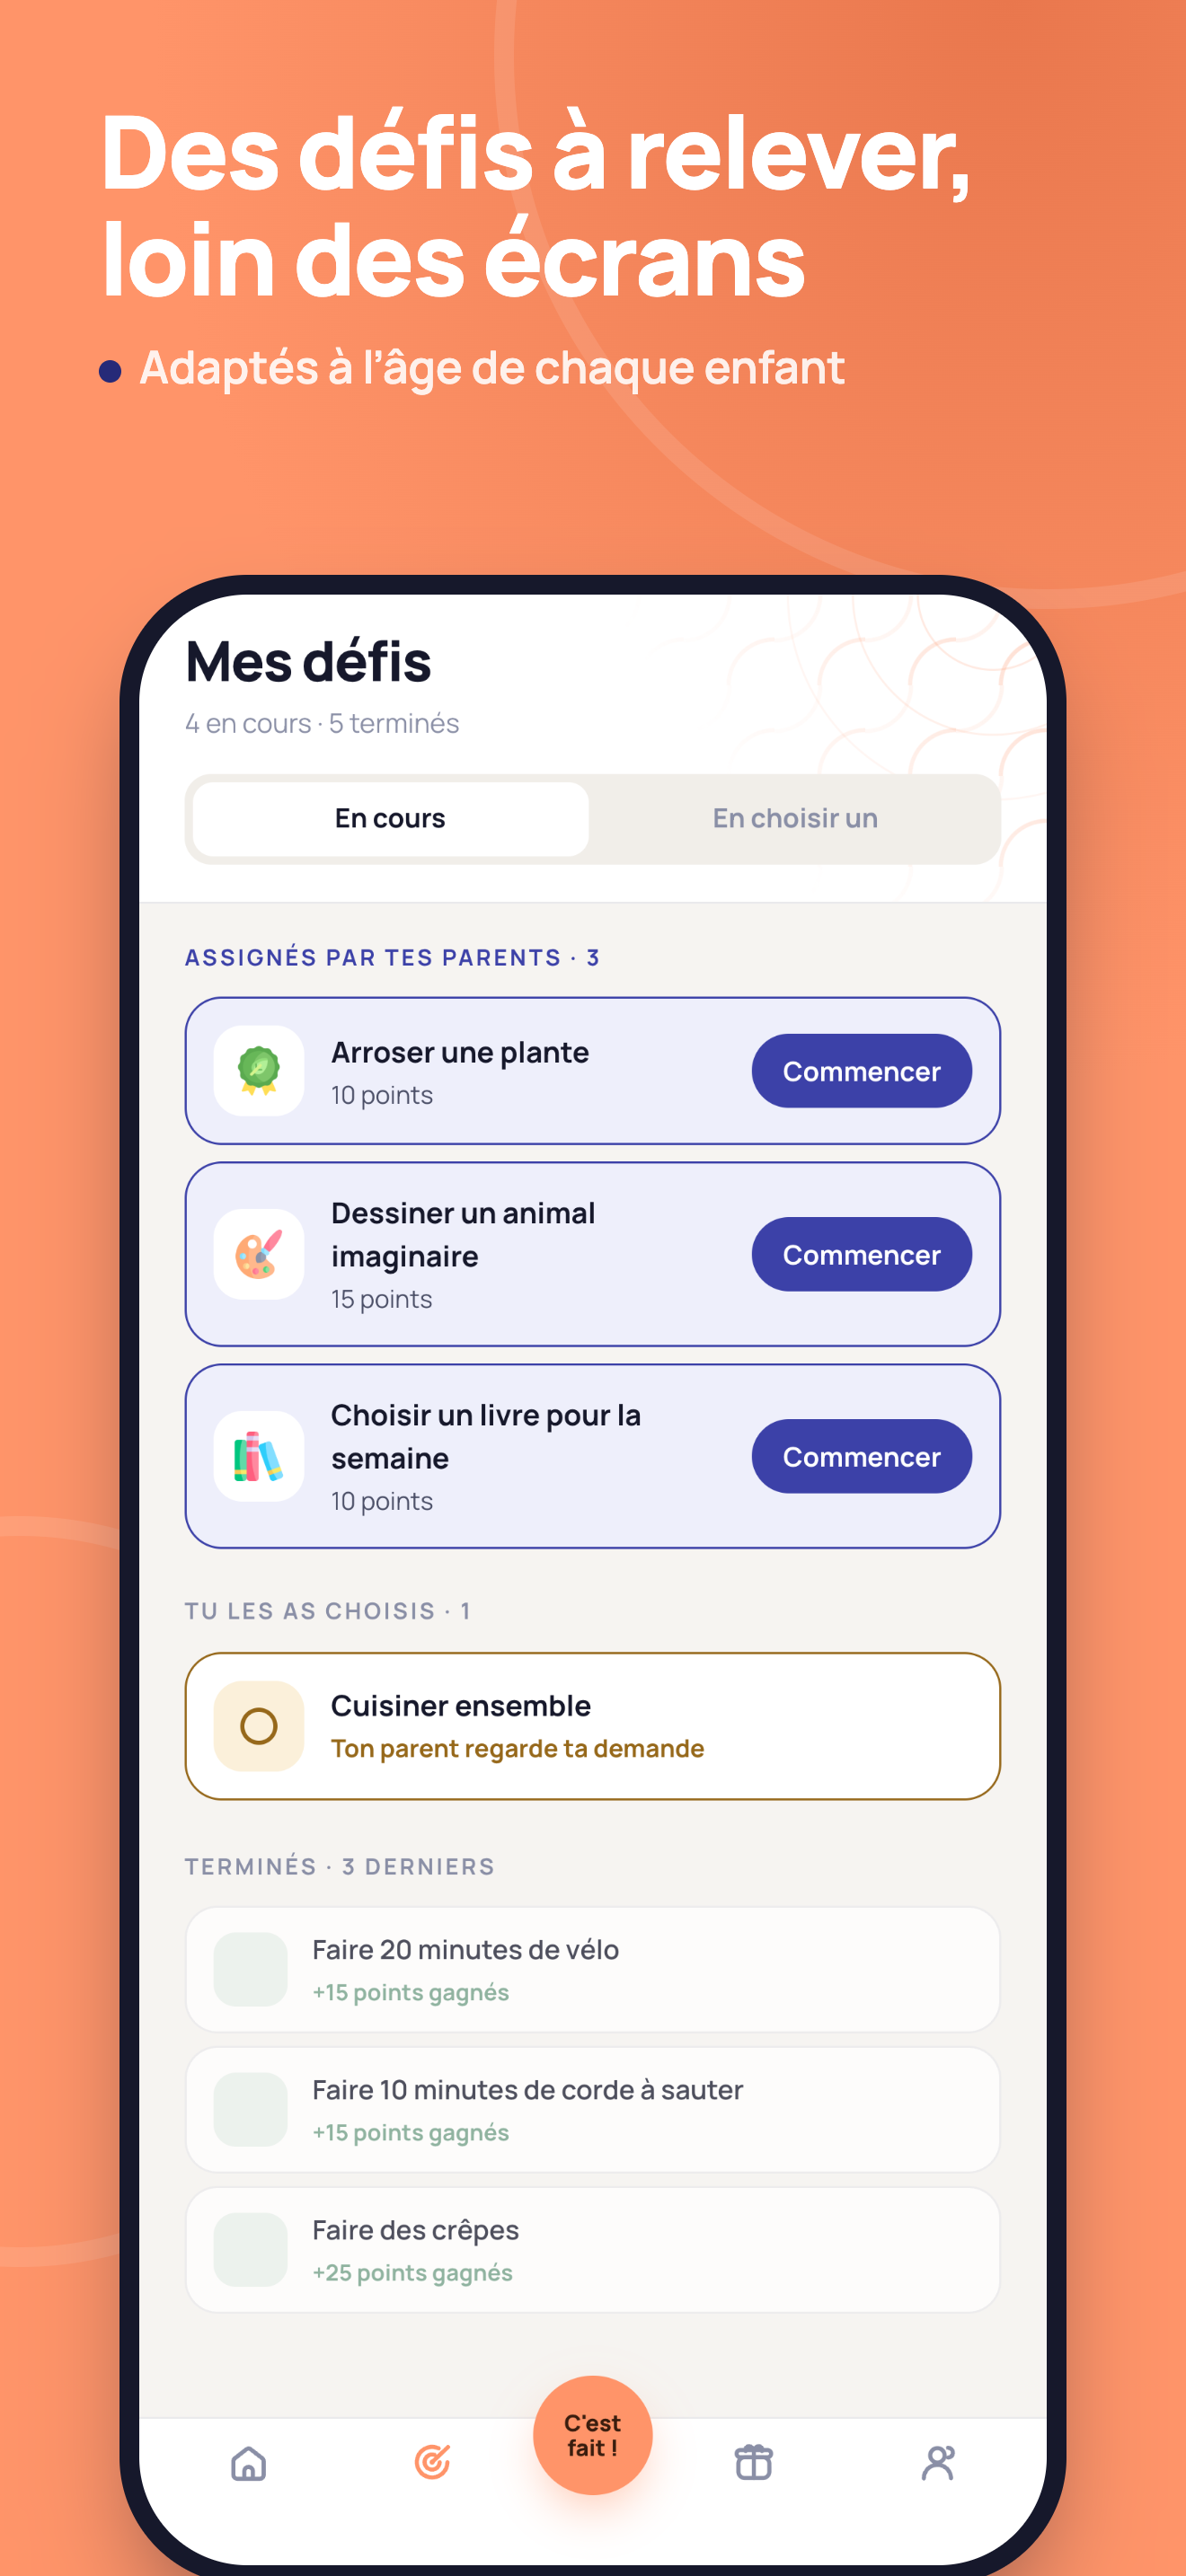 Des défis à relever,
loin des écrans
Adaptés à l’âge de chaque enfant
Mes défis
4 en cours · 5 terminés
En cours
En choisir un
ASSIGNÉS PAR TES PARENTS · 3
Arroser une plante
10 points
Commencer
Dessiner un animal
imaginaire
15 points
Commencer
Choisir un livre pour la
semaine
10 points
Commencer
TU LES AS CHOISIS · 1
Cuisiner ensemble
Ton parent regarde ta demande
TERMINÉS · 3 DERNIERS
Faire 20 minutes de vélo
+15 points gagnés
Faire 10 minutes de corde à sauter
+15 points gagnés
Faire des crêpes
+25 points gagnés
C'est
fait !